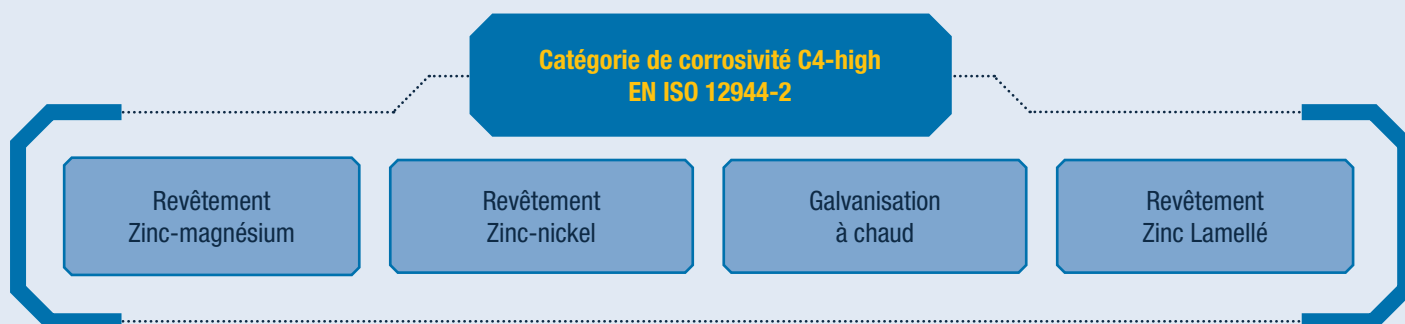 Catégorie de corrosivité C4-high
EN ISO 12944-2
Revêtement
Zinc-magnésium
Revêtement
Zinc-nickel
Galvanisation
à chaud
Revêtement
Zinc Lamellé